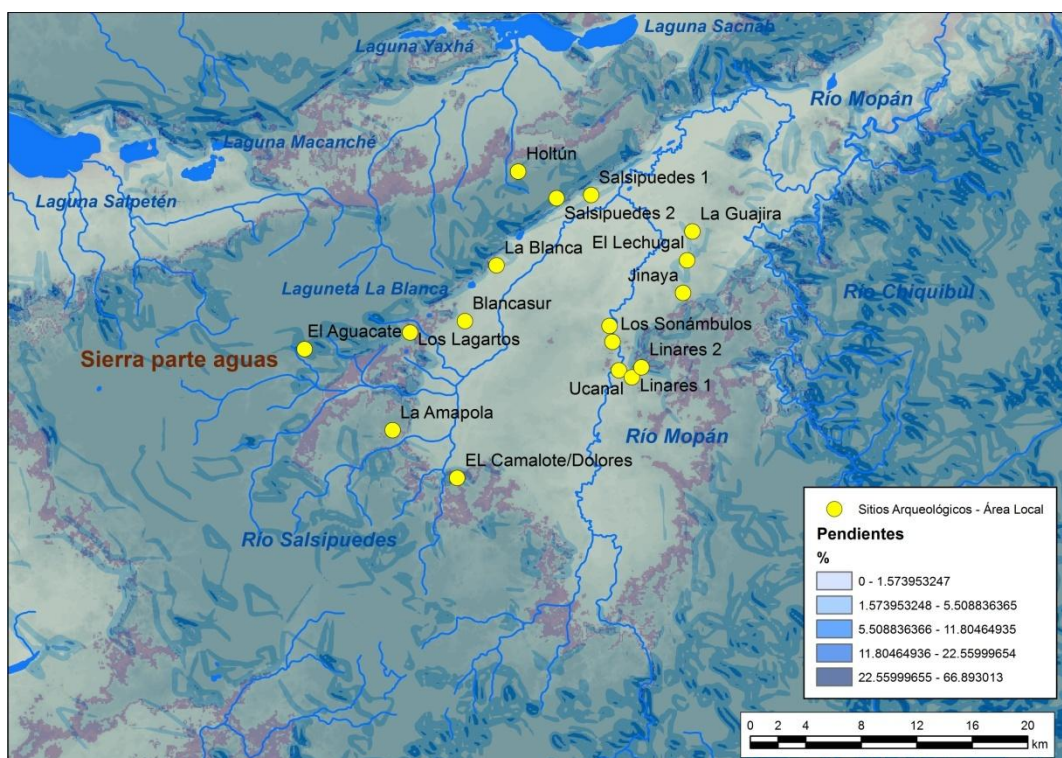 Laguna Sacnab
Laguna Yaxhá
Río Mopán
Laguna Macanché
Holtún
Salsipuedes 1
Laguna Salpetén
Salsipuedes 2
La Guajira
El Lechugal
La Blanca
Jinaya
Laguneta La Blanca
Río Chiquibul
Blancasur
El Aguacate
Los Lagartos
Los Sonámbulos
Sierra parte aguas
Linares 2
Ucanal
Linares 1
La Amapola
Río Mopán
EL Camalote/Dolores
Río Salsipuedes
Sitios Arqueológicos - Área Local
Pendientes
%
0 - 1.573953247
1.573953248 - 5.508836365
5.508836366 - 11.80464935
11.80464936 - 22.55999654
22.55999655 - 66.893013
0 2 4 8 12 16 20
km